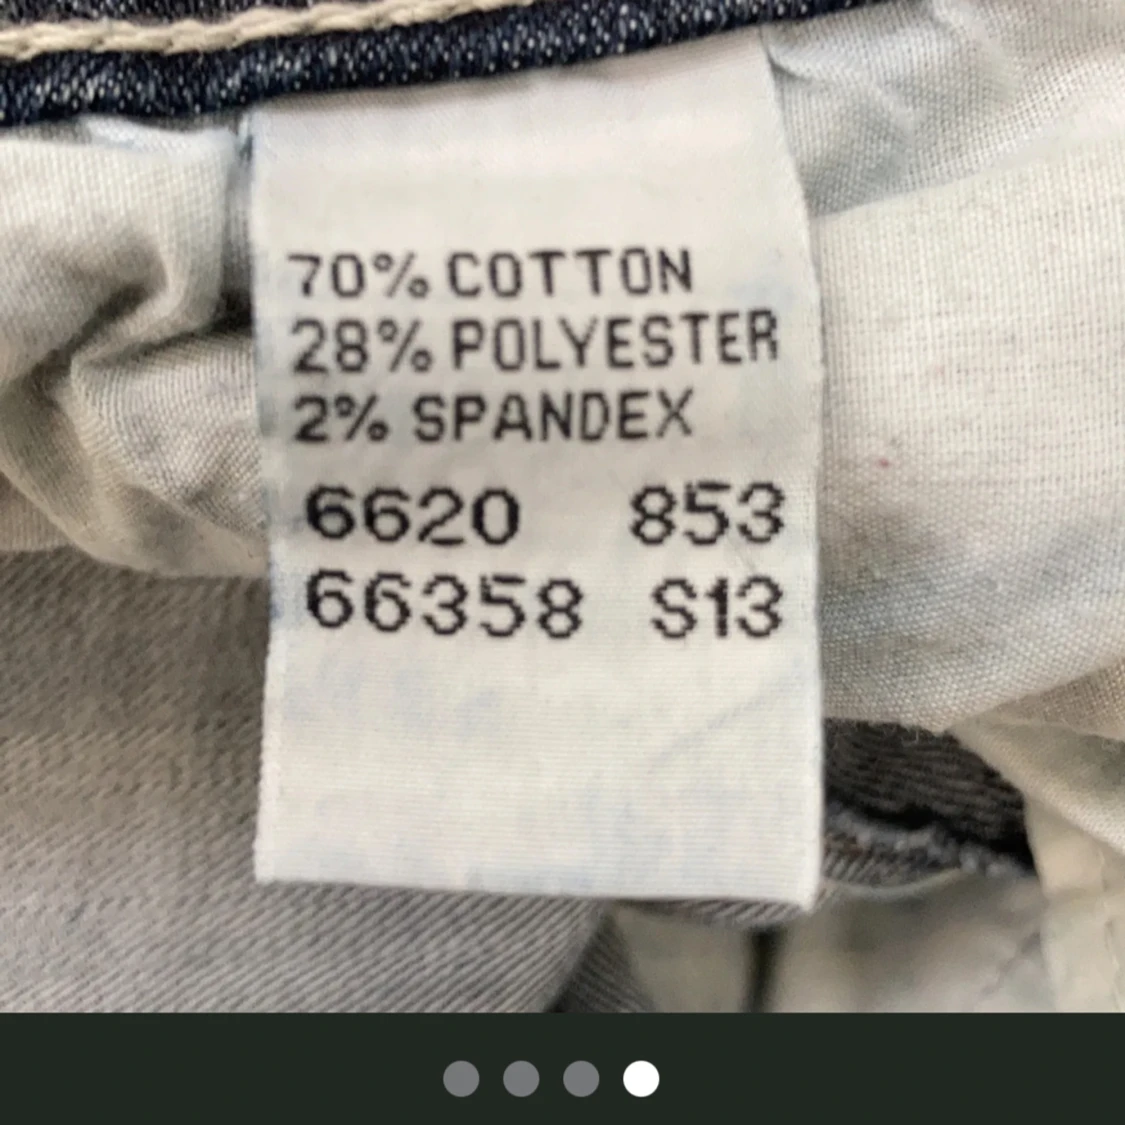 70% COTTON
28% POLYESTER
2% SPANDEX
6620 853
66358 S13